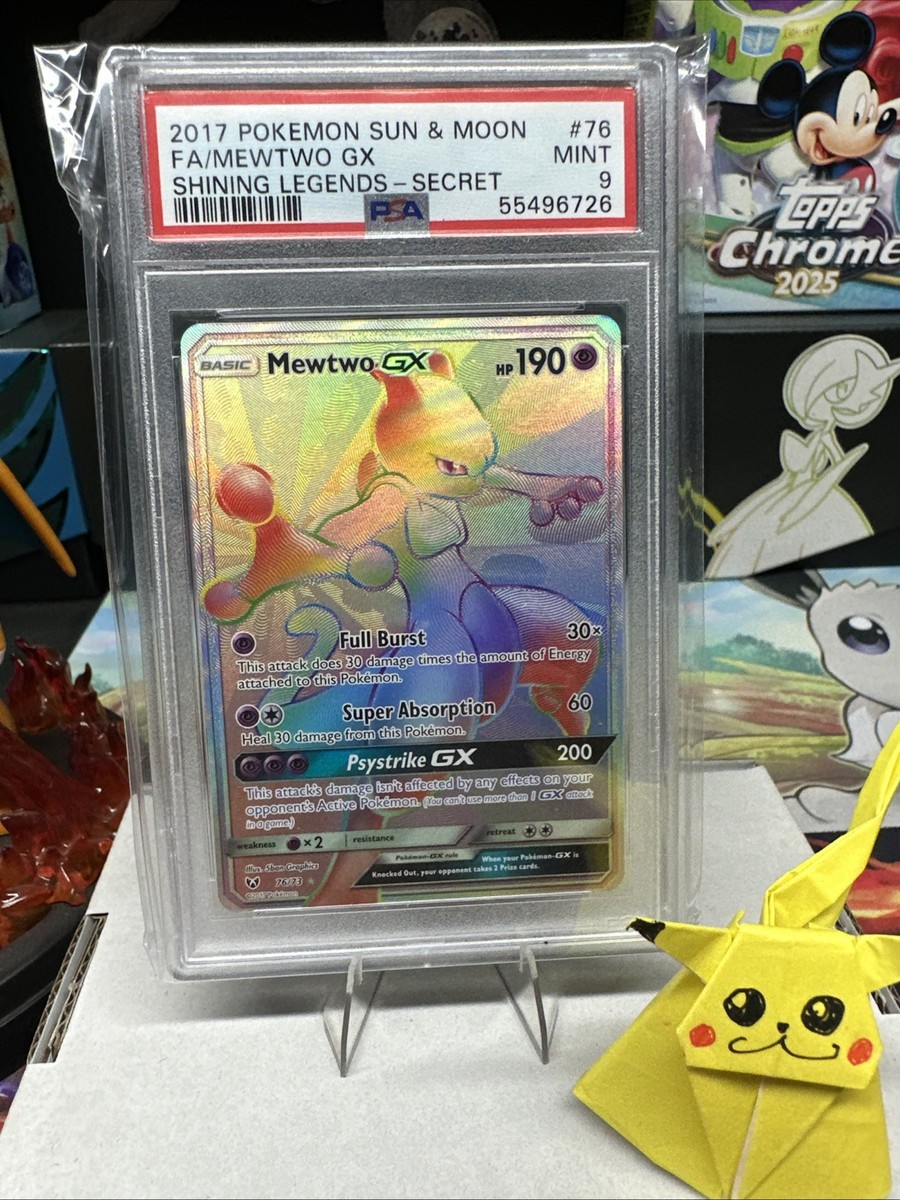 2017 POKEMON SUN & MOON #76
FA/MEWTWO GX MINT
SHINING LEGENDS – SECRET 9
PSA 55496726
Topps
Chrome
2025
BASIC Mewtwo GX HP 190
Full Burst 30×
This attack does 30 damage times the amount of Energy
attached to this Pokémon.
Super Absorption 60
Heal 30 damage from this Pokémon.
Psystrike GX 200
This attack's damage isn't affected by any effects on your
opponent's Active Pokémon. (You can't use more than 1 GX attack
in a game.)
weakness ×2 resistance retreat
Pokémon-GX rule When your Pokémon-GX is
Knocked Out, your opponent takes 2 Prize cards.
Illus. 5ban Graphics
76/73
©2017 Pokémon